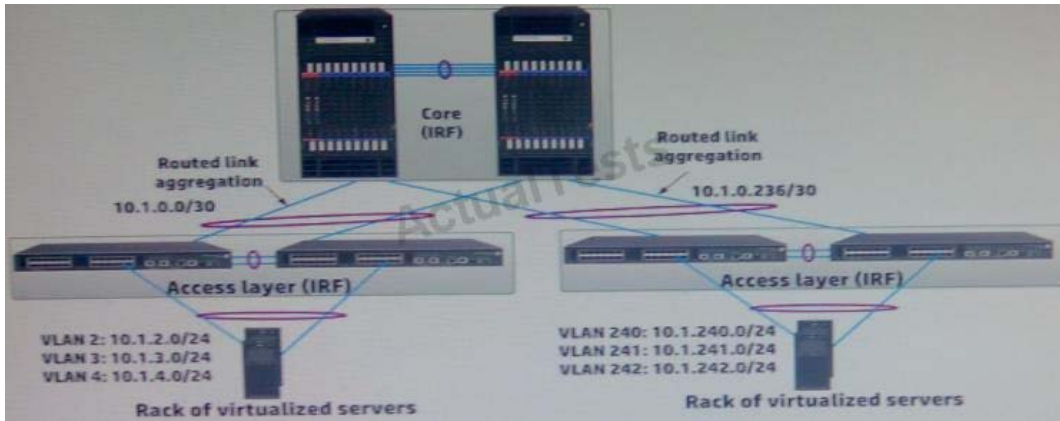 Core
(IRF)
Routed link
aggregation
10.1.0.0/30
Routed link
aggregation
10.1.0.236/30
Actual Tests
Access layer (IRF)
Access layer (IRF)
VLAN 2: 10.1.2.0/24
VLAN 3: 10.1.3.0/24
VLAN 4: 10.1.4.0/24
Rack of virtualized servers
VLAN 240: 10.1.240.0/24
VLAN 241: 10.1.241.0/24
VLAN 242: 10.1.242.0/24
Rack of virtualized servers